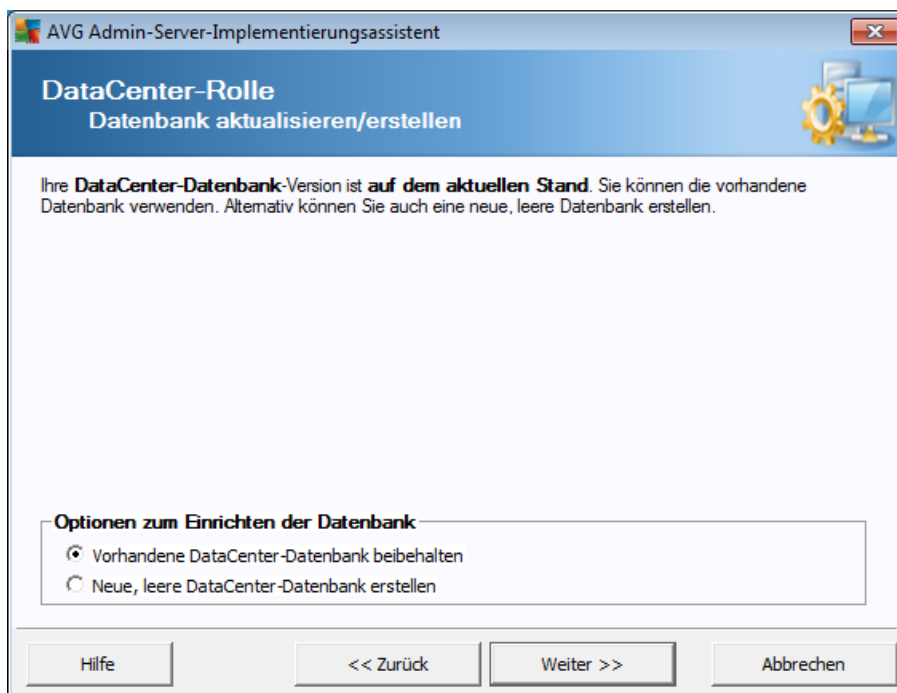 AVG Admin-Server-Implementierungsassistent
DataCenter-Rolle
Datenbank aktualisieren/erstellen
Ihre DataCenter-Datenbank-Version ist auf dem aktuellen Stand. Sie können die vorhandene
Datenbank verwenden. Alternativ können Sie auch eine neue, leere Datenbank erstellen.
Optionen zum Einrichten der Datenbank
Vorhandene DataCenter-Datenbank beibehalten
Neue, leere DataCenter-Datenbank erstellen
Hilfe
<< Zurück
Weiter >>
Abbrechen